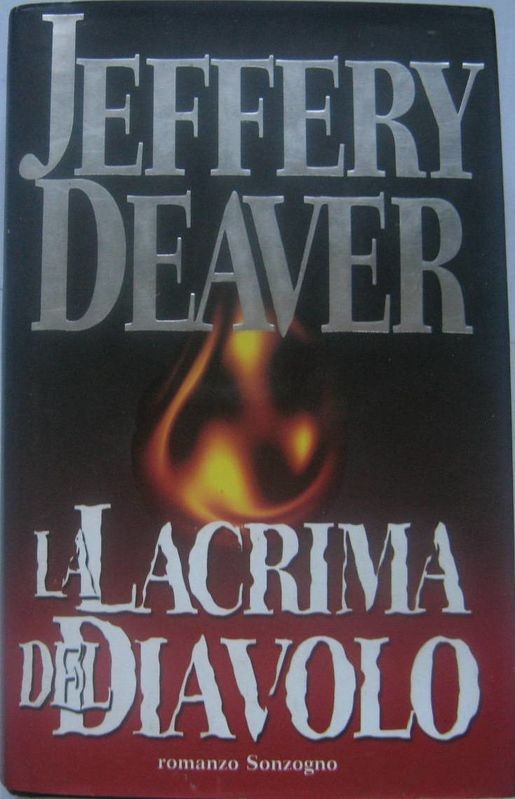 JEFFERY
DEAVER
LA LACRIMA
DEL DIAVOLO
romanzo Sonzogno